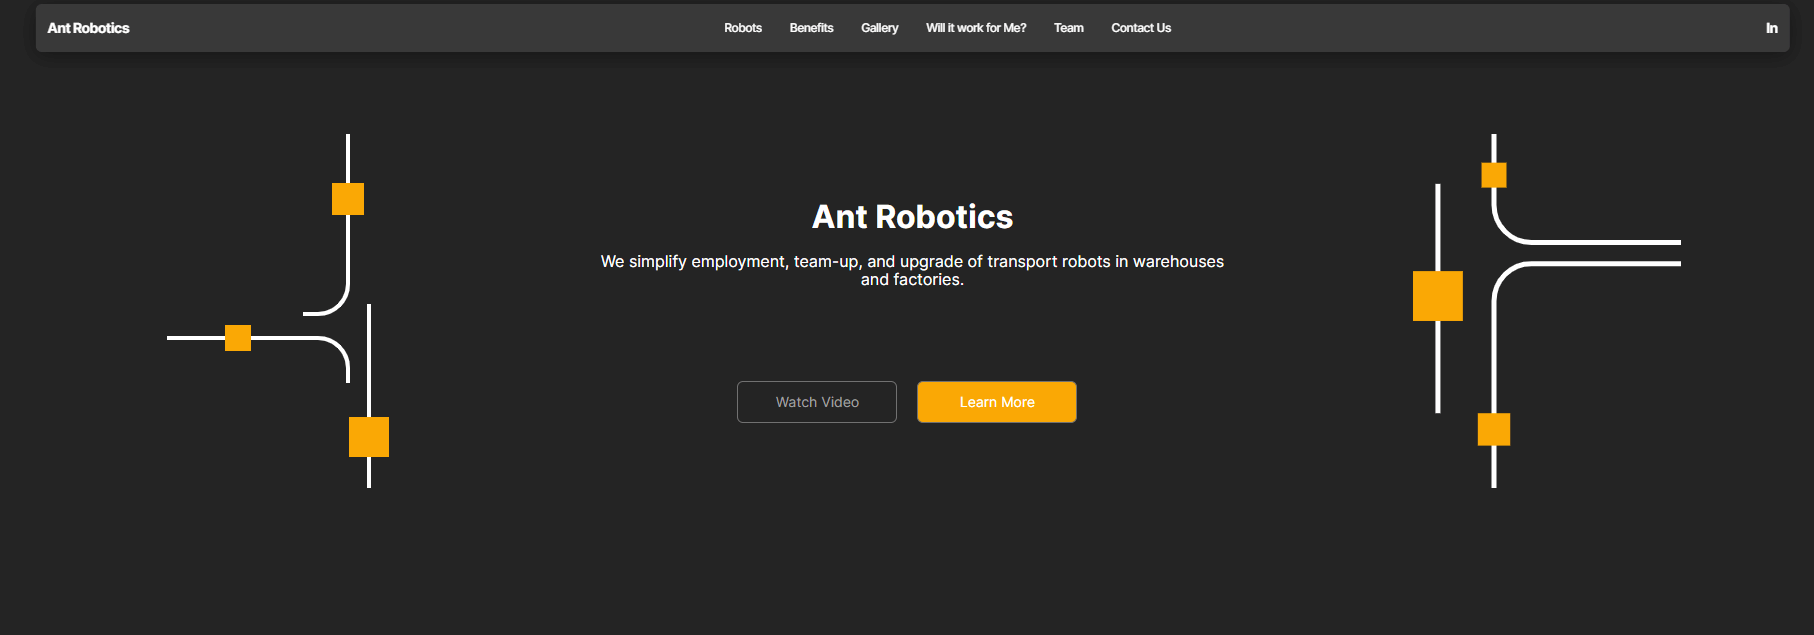 Ant Robotics
Robots
Benefits
Gallery
Will it work for Me?
Team
Contact Us
In
Ant Robotics
We simplify employment, team-up, and upgrade of transport robots in warehouses
and factories.
Watch Video
Learn More